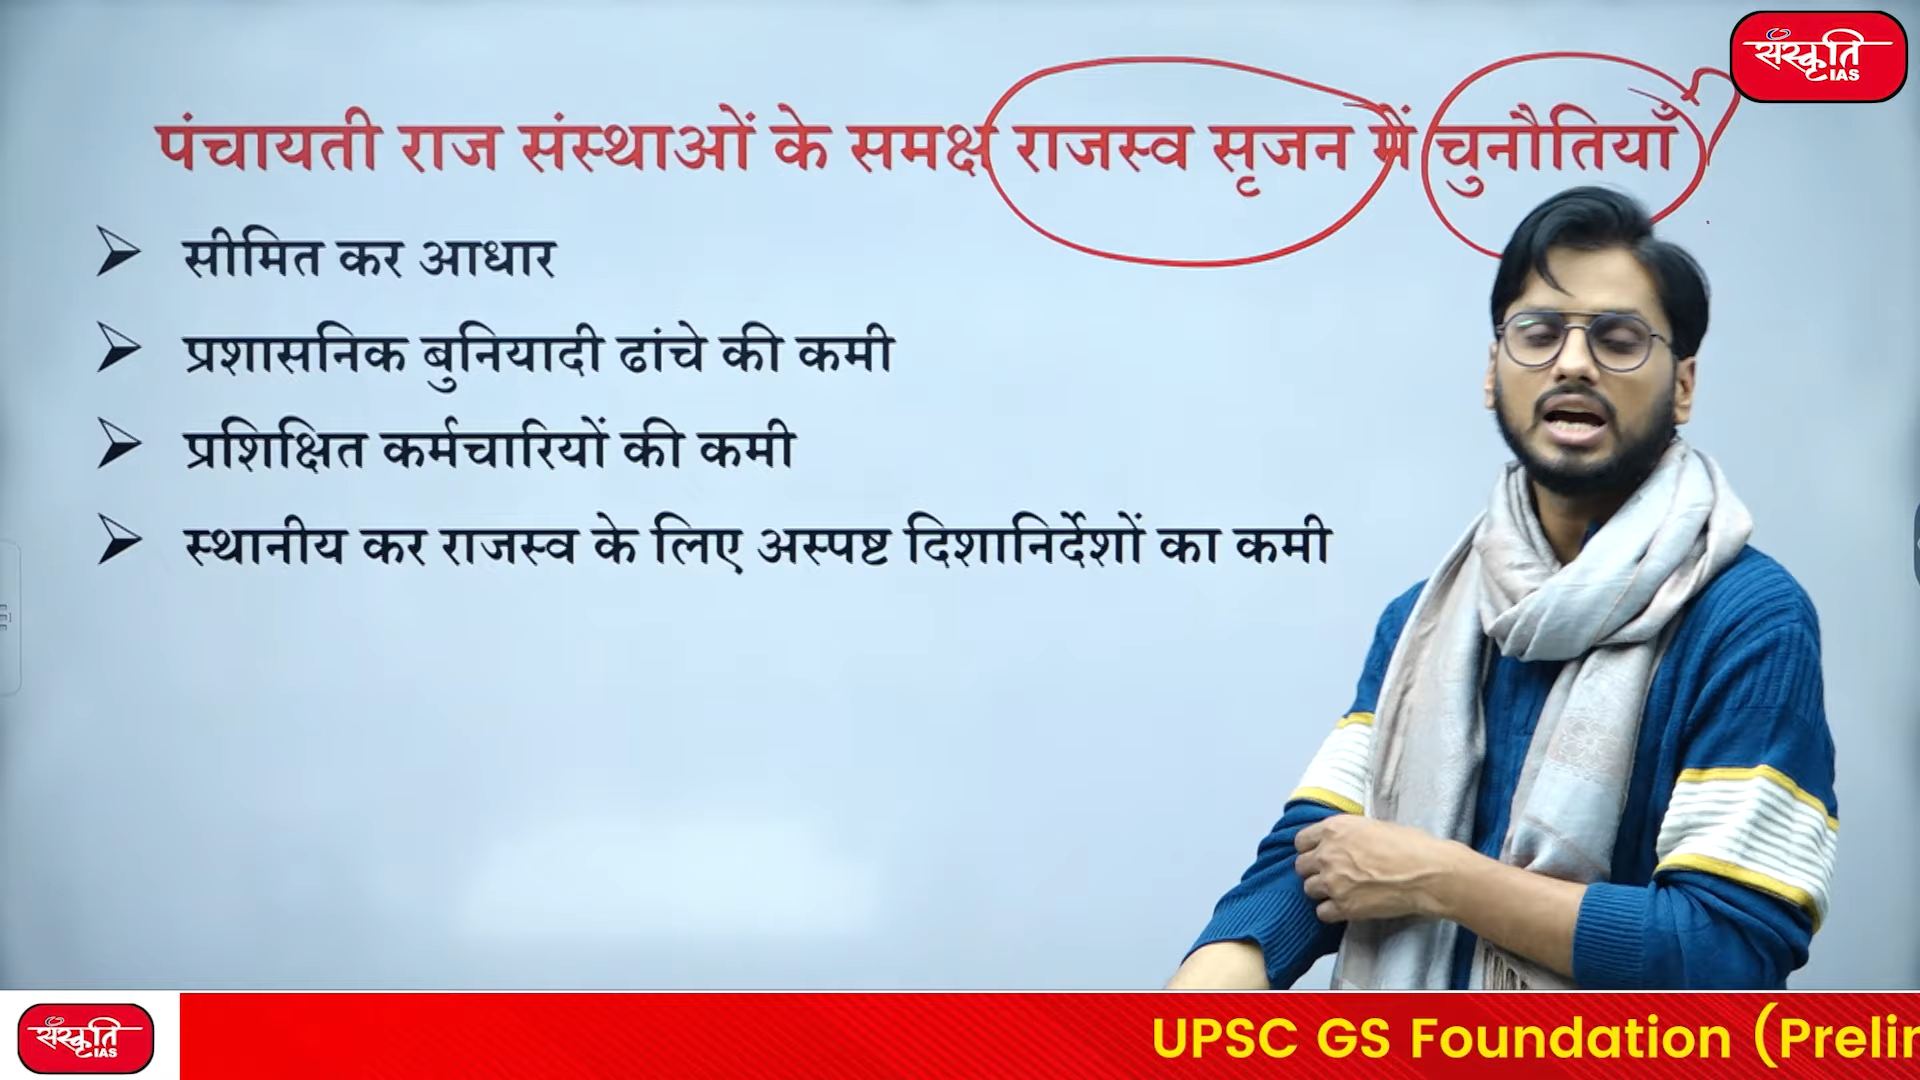 संस्कृति
IAS
पंचायती राज संस्थाओं के समक्ष राजस्व सृजन में चुनौतियाँ
सीमित कर आधार
प्रशासनिक बुनियादी ढांचे की कमी
प्रशिक्षित कर्मचारियों की कमी
स्थानीय कर राजस्व के लिए अस्पष्ट दिशानिर्देशों का कमी
संस्कृति
IAS
UPSC GS Foundation (Prelim